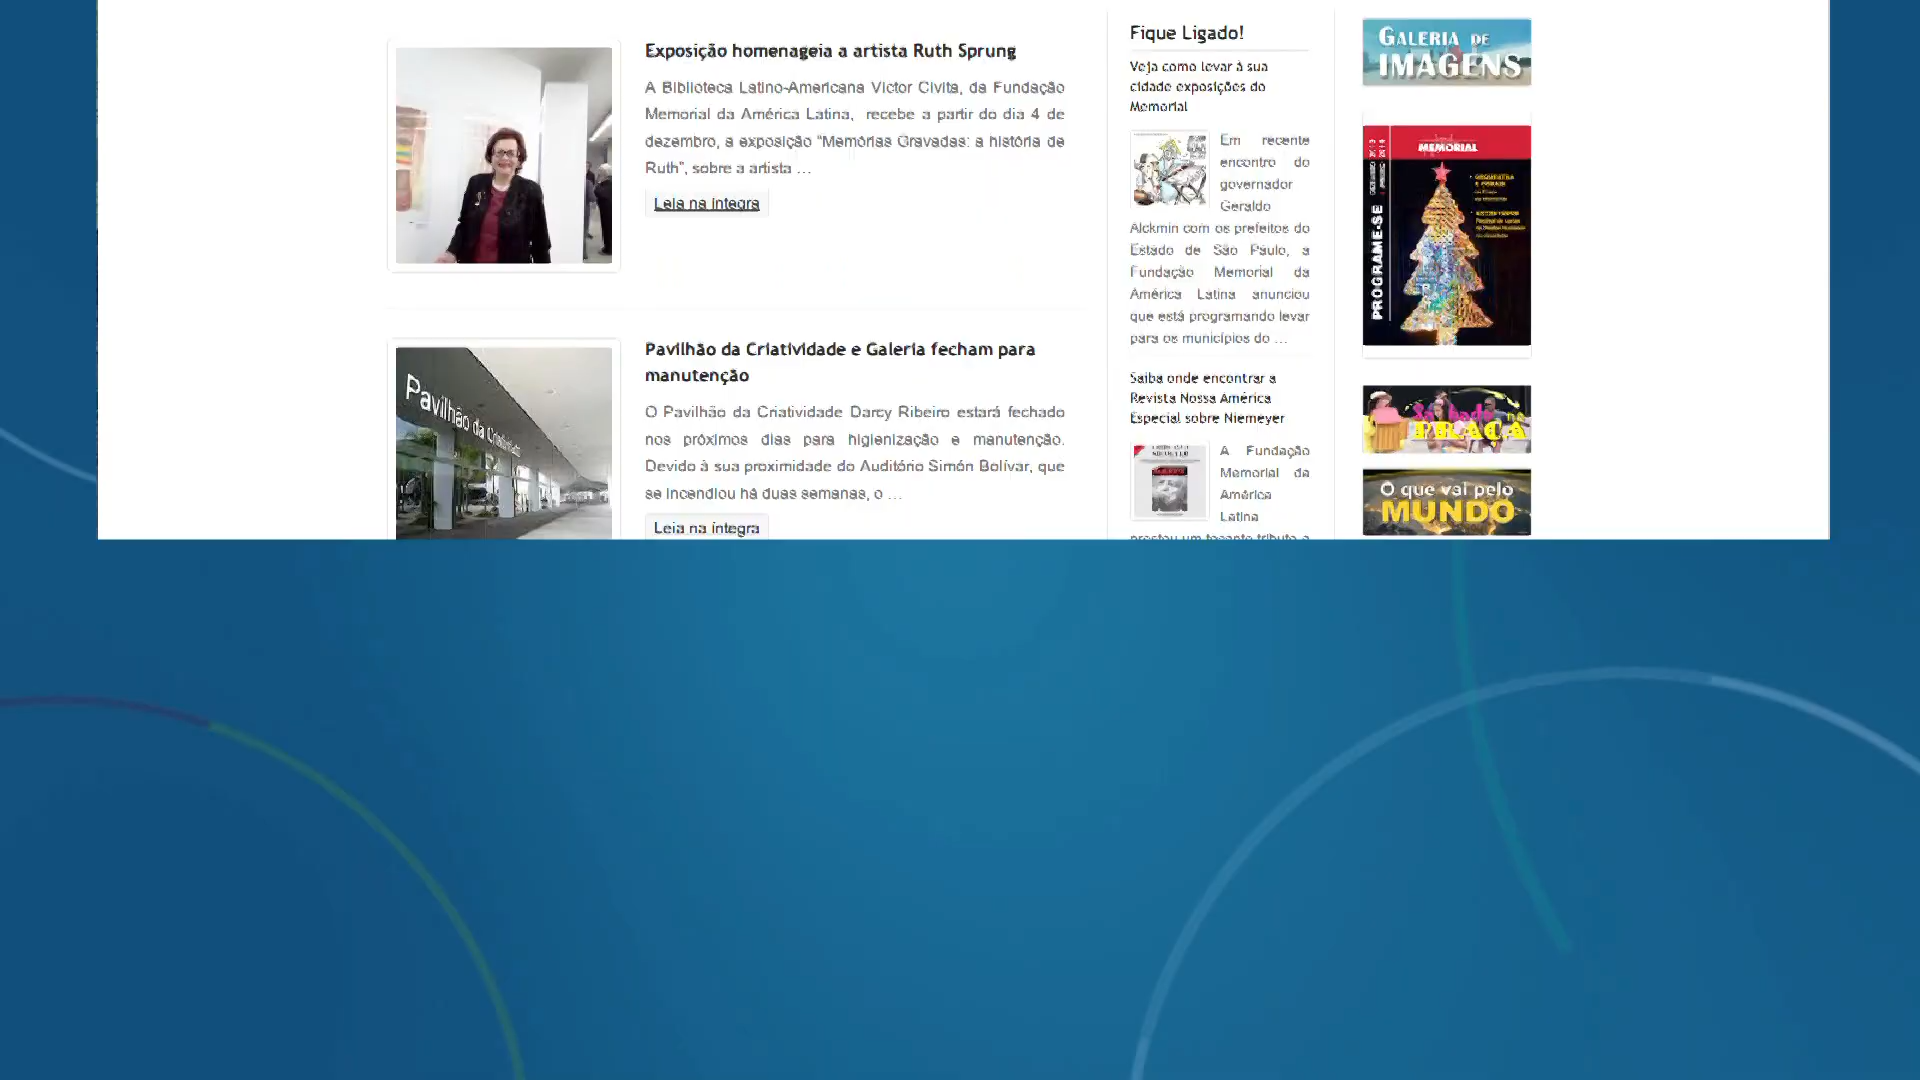 Exposição homenageia a artista Ruth Sprung
A Biblioteca Latino-Americana Victor Civita, da Fundação
Memorial da América Latina, recebe a partir do dia 4 de
dezembro, a exposição “Memórias Gravadas: a história de
Ruth”, sobre a artista …
Leia na íntegra
Pavilhão da Criatividade e Galeria fecham para
manutenção
O Pavilhão da Criatividade Darcy Ribeiro estará fechado
nos próximos dias para higienização e manutenção.
Devido à sua proximidade do Auditório Simón Bolívar, que
se incendiou há duas semanas, o …
Leia na íntegra
Pavilhão da
Fique Ligado!
Veja como levar à sua
cidade exposições do
Memorial
Em recente
encontro do
governador
Geraldo
Alckmin com os prefeitos do
Estado de São Paulo, a
Fundação Memorial da
América Latina anunciou
que está programando levar
para os municípios do …
Saiba onde encontrar a
Revista Nossa América
Especial sobre Niemeyer
A Fundação
Memorial da
América
Latina
prestou um tocante tributo a
GALERIA DE
IMAGENS
MEMORIAL
PROGRAME-SE
Sábado na
PRAÇA
O que vai pelo
MUNDO